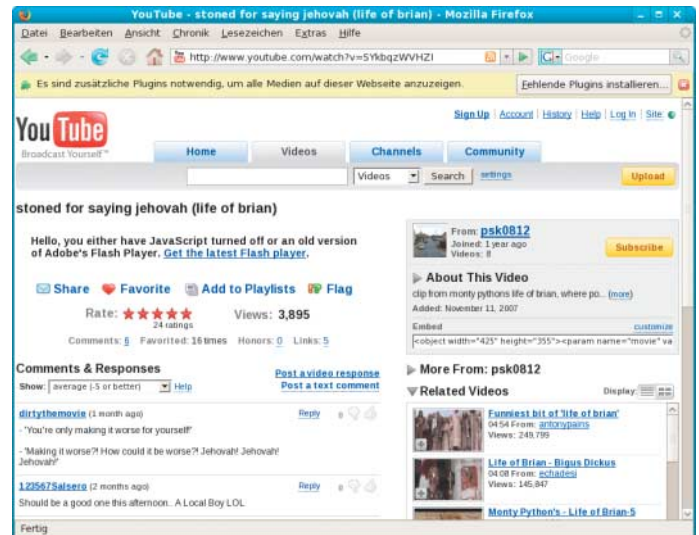 YouTube - stoned for saying jehovah (life of brian) - Mozilla Firefox
Datei Bearbeiten Ansicht Chronik Lesezeichen Extras Hilfe
http://www.youtube.com/watch?v=5YkbqzWVHZI
Google
Es sind zusätzliche Plugins notwendig, um alle Medien auf dieser Webseite anzuzeigen. Fehlende Plugins installieren...
Sign Up Account History Help Log In Site:
You Tube
Broadcast Yourself™
Home Videos Channels Community
Videos Search settings Upload
stoned for saying jehovah (life of brian)
Hello, you either have JavaScript turned off or an old version
of Adobe's Flash Player. Get the latest Flash player.
Share Favorite Add to Playlists Flag
Rate: Views: 3,895
24 ratings
Comments: 6 Favorited: 16 times Honors: 0 Links: 5
Comments & Responses
Post a video response
Show: average (-5 or better) Help Post a text comment
dirtythemovie (1 month ago) Reply 0
- "You're only making it worse for yourself"
- "Making it worse?! How could it be worse?! Jehovah! Jehovah!
Jehovah!"
123567Salsero (2 months ago) Reply 0
Should be a good one this afternoon.. A Local Boy LOL
From: psk0812
Joined: 1 year ago
Videos: 8
Subscribe
About This Video
clip from monty pythons life of brian, where po... (more)
Added: November 11, 2007
Embed customize
<object width="425" height="355"><param name="movie" va
More From: psk0812
Related Videos Display:
Funniest bit of 'life of brian'
04:54 From: antonypains
Views: 249,799
Life of Brian - Bigus Dickus
04:08 From: echadesi
Views: 145,847
Monty Python's - Life of Brian-5
Fertig